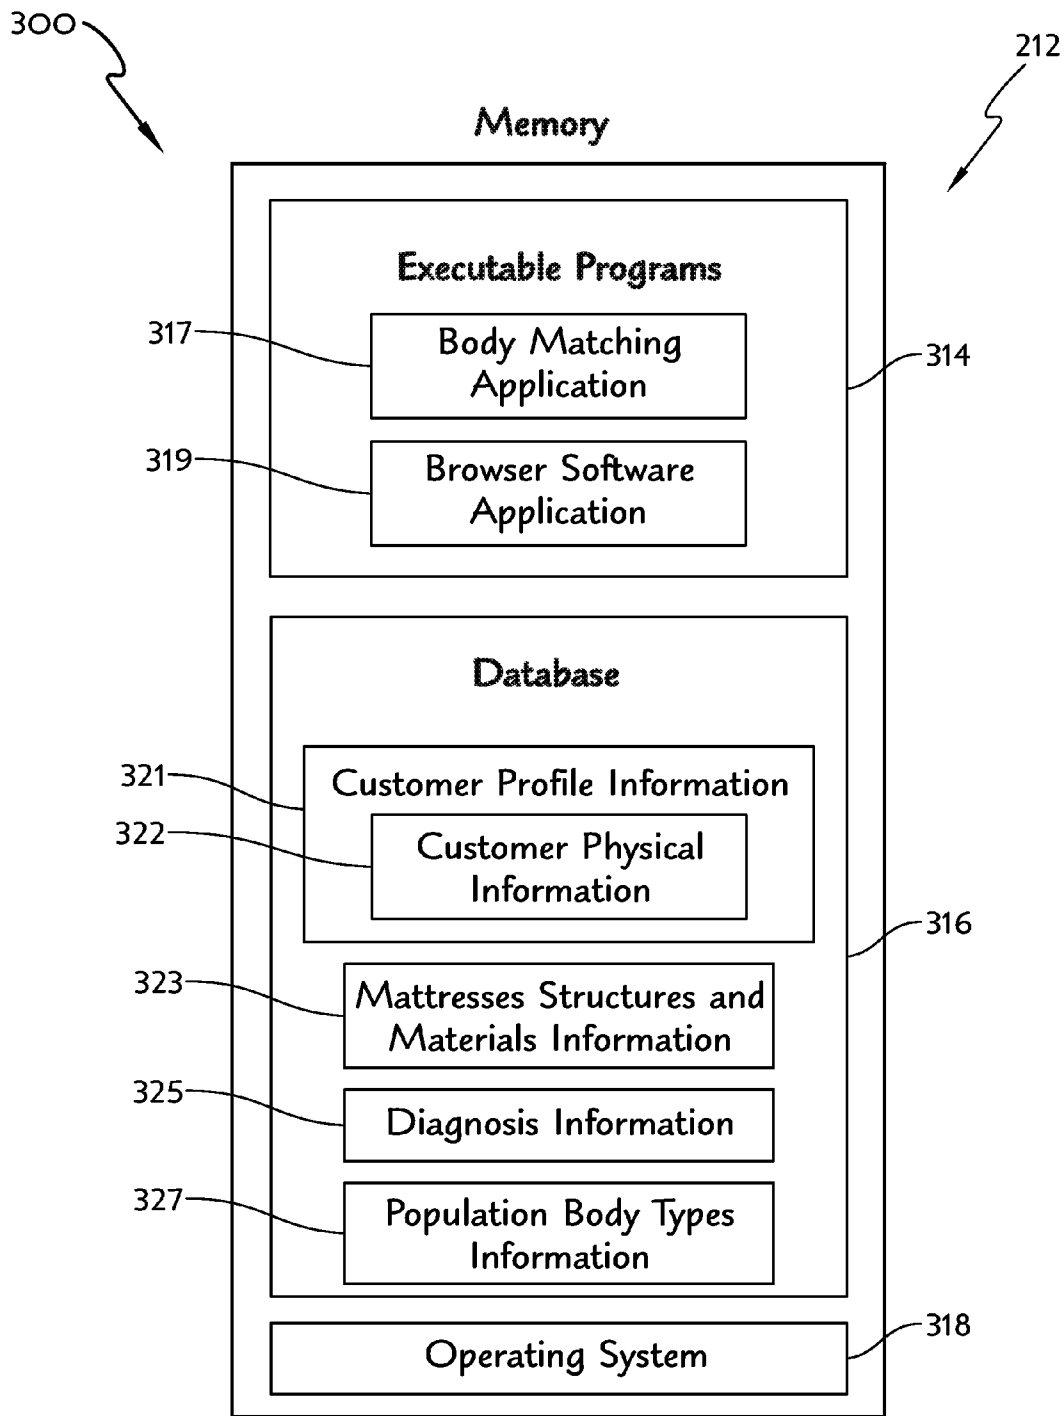 300
212
Memory
Executable Programs
317
Body Matching
Application
314
319
Browser Software
Application
Database
321
Customer Profile Information
322
Customer Physical
Information
316
323
Mattresses Structures and
Materials Information
325
Diagnosis Information
327
Population Body Types
Information
318
Operating System